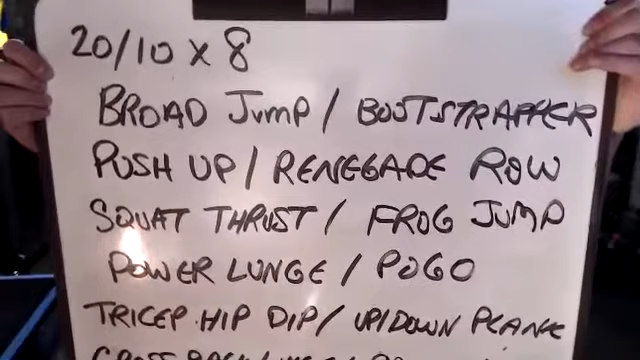 20/10 x 8
BROAD JUMP / BOOTSTRAPPER
PUSH UP / RENEGADE ROW
SQUAT THRUST / FROG JUMP
POWER LUNGE / POGO
TRICEP HIP DIP / UP/DOWN PLANK